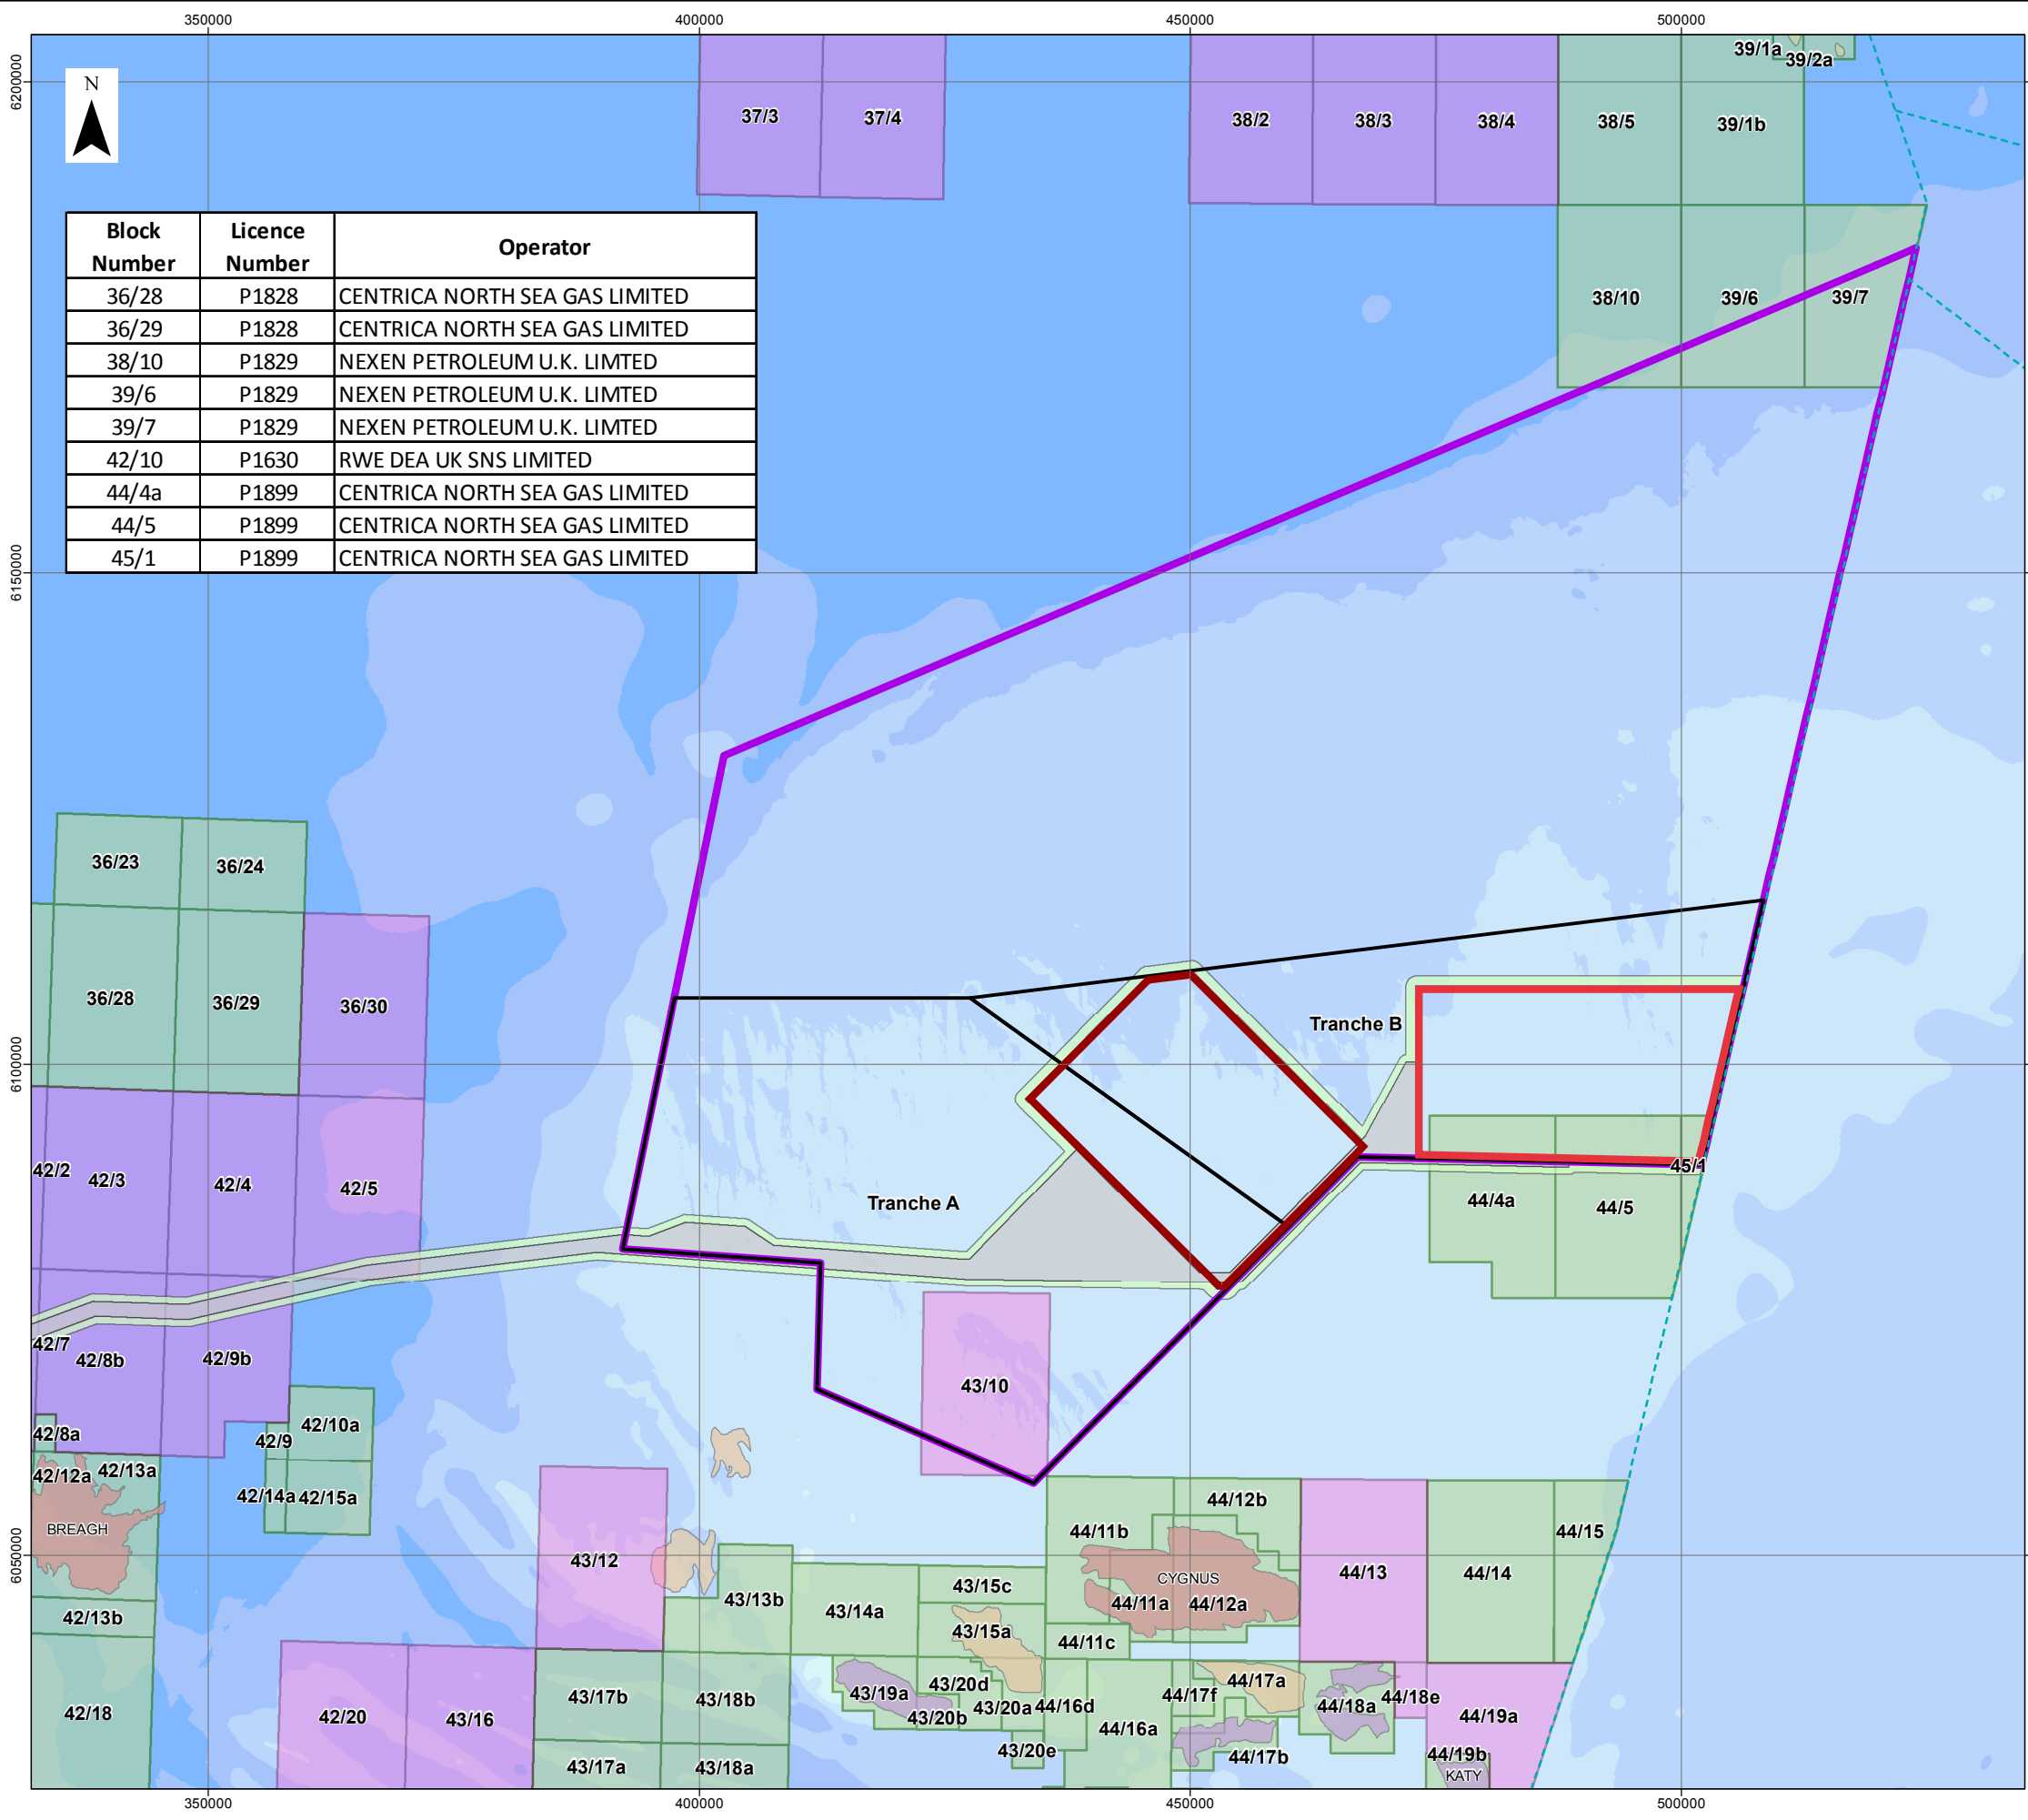 350000
400000
450000
500000
N
39/1a
39/2a
6200000
37/3
37/4
38/2
38/3
38/4
38/5
39/1b
Block Number
Licence Number
Operator
36/28 P1828 CENTRICA NORTH SEA GAS LIMITED
36/29 P1828 CENTRICA NORTH SEA GAS LIMITED
38/10 P1829 NEXEN PETROLEUM U.K. LIMTED
39/6 P1829 NEXEN PETROLEUM U.K. LIMTED
39/7 P1829 NEXEN PETROLEUM U.K. LIMTED
42/10 P1630 RWE DEA UK SNS LIMITED
44/4a P1899 CENTRICA NORTH SEA GAS LIMITED
44/5 P1899 CENTRICA NORTH SEA GAS LIMITED
45/1 P1899 CENTRICA NORTH SEA GAS LIMITED
38/10
39/6
39/7
6150000
36/23
36/24
36/28
36/29
36/30
Tranche B
6100000
42/2
42/3
42/4
42/5
Tranche A
45/1
44/4a
44/5
42/7
42/8b
42/9b
43/10
42/8a
42/9
42/10a
42/12a
42/13a
42/14a
42/15a
BREAGH
44/12b
44/11b
44/15
6050000
43/12
CYGNUS
44/13
44/14
43/15c
43/13b
43/14a
44/11a
44/12a
42/13b
43/15a
44/11c
43/20d
44/17a
43/19a
44/17f
43/17b
43/18b
43/20a
44/16d
44/18a
44/18e
42/18
42/20
43/16
43/20b
44/16a
44/19a
43/20e
44/17b
44/19b
43/17a
43/18a
KATY
350000
400000
450000
500000